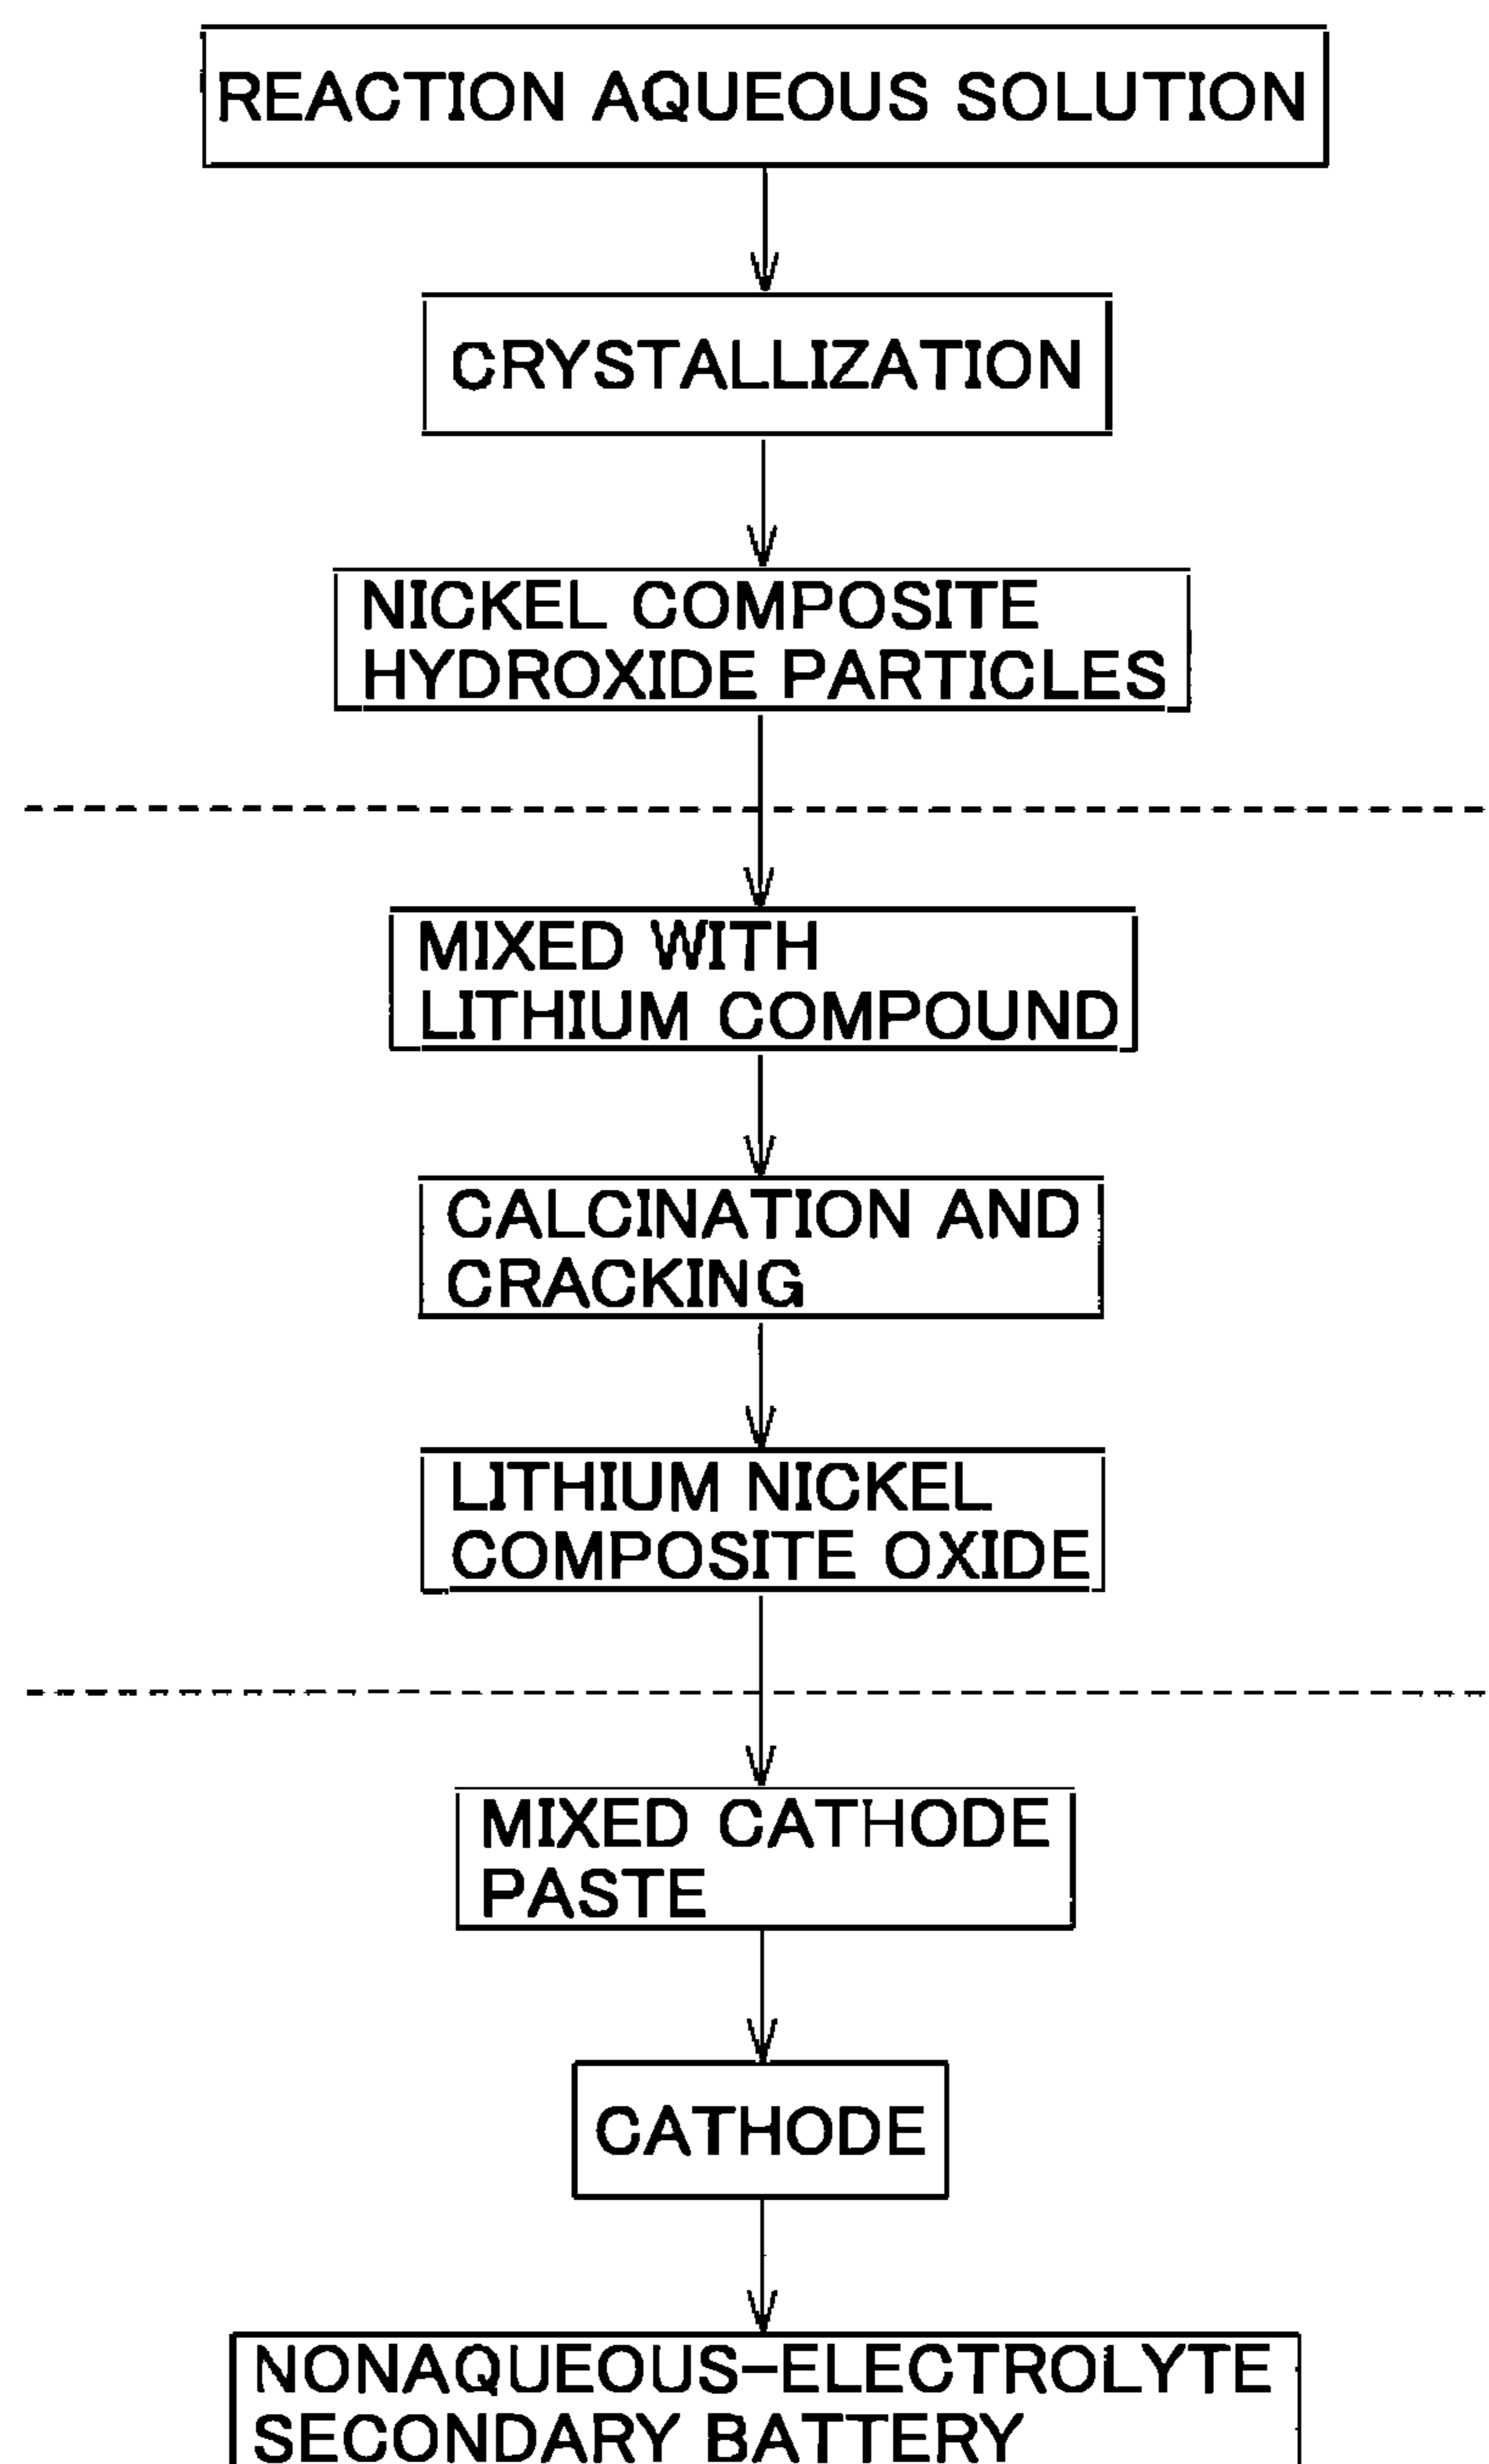 REACTION AQUEOUS SOLUTION
CRYSTALLIZATION
NICKEL COMPOSITE
HYDROXIDE PARTICLES
MIXED WITH
LITHIUM COMPOUND
CALCINATION AND
CRACKING
LITHIUM NICKEL
COMPOSITE OXIDE
MIXED CATHODE
PASTE
CATHODE
NONAQUEOUS-ELECTROLYTE
SECONDARY BATTERY